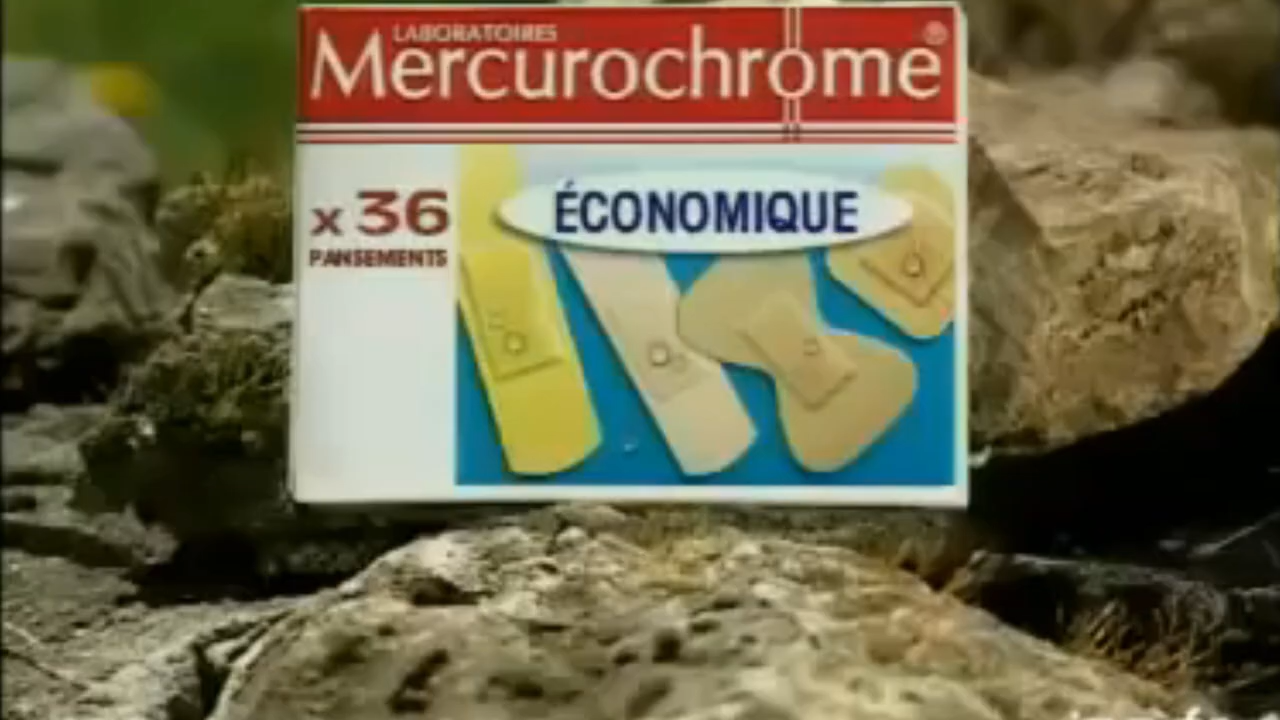 LABORATOIRES
Mercurochrome®
x 36
PANSEMENTS
ÉCONOMIQUE